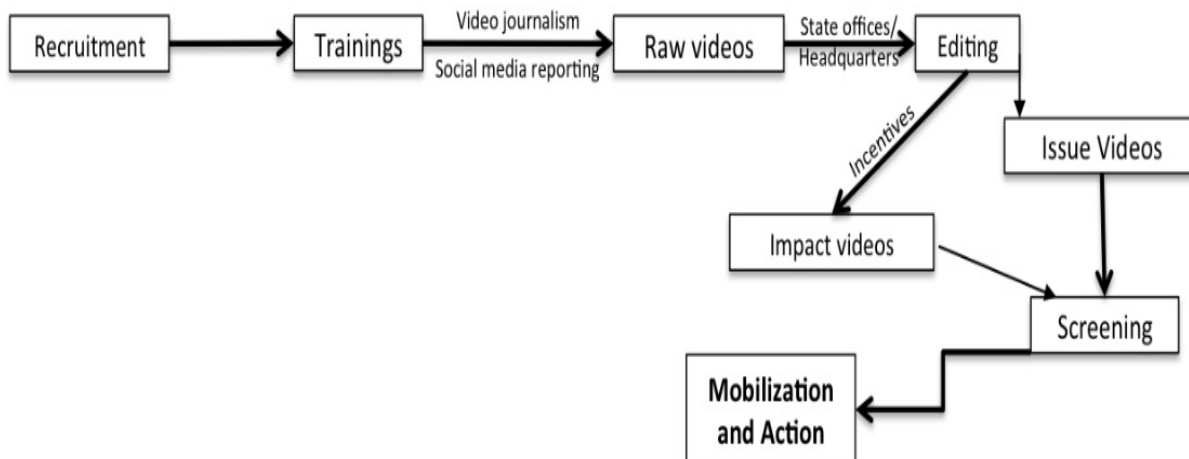 Recruitment
Trainings
Video journalism
Social media reporting
Raw videos
State offices/
Headquarters
Editing
Incentives
Issue Videos
Impact videos
Screening
Mobilization
and Action